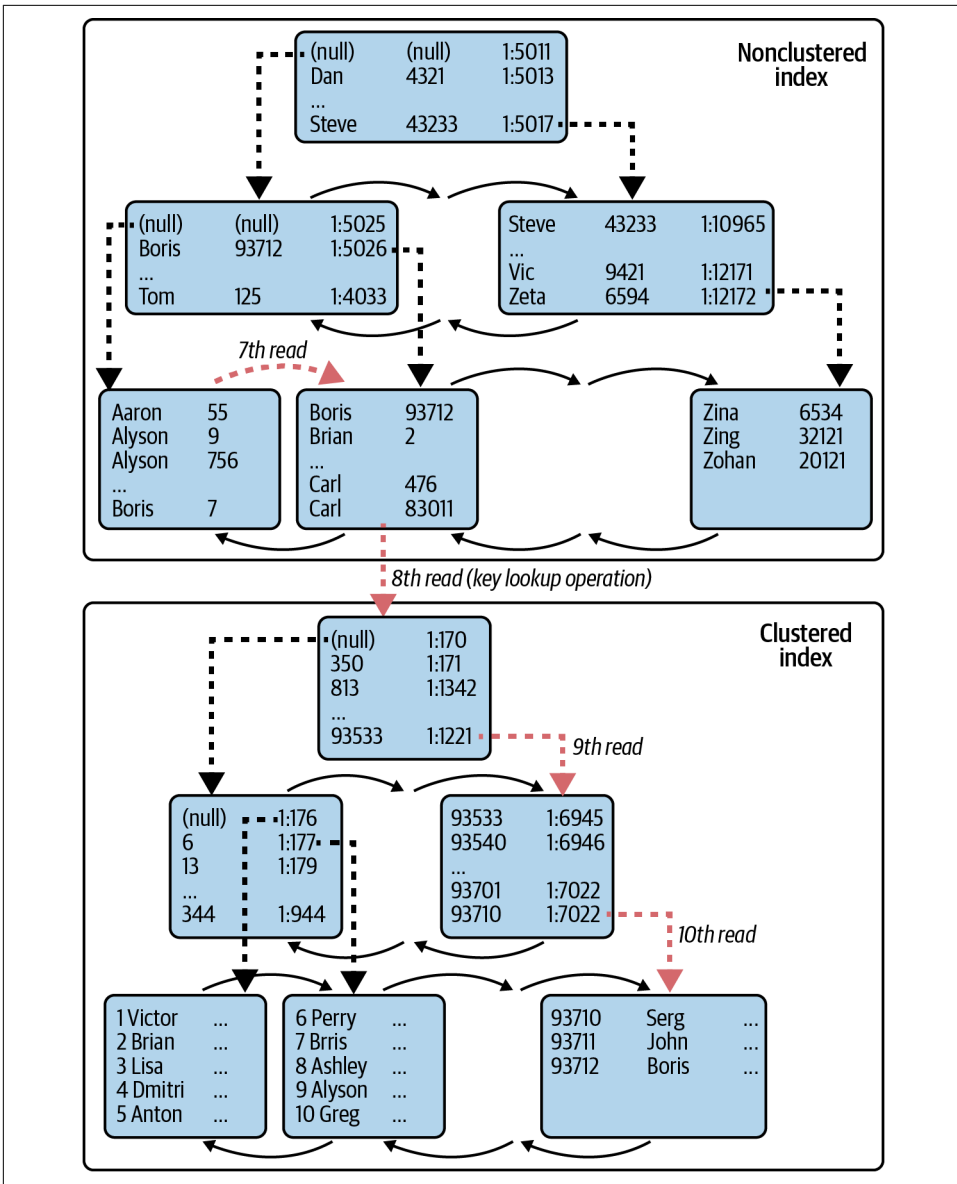 Nonclustered
index
(null) (null) 1:5011
Dan 4321 1:5013
...
Steve 43233 1:5017
(null) (null) 1:5025
Boris 93712 1:5026
...
Tom 125 1:4033
Steve 43233 1:10965
...
Vic 9421 1:12171
Zeta 6594 1:12172
7th read
Aaron 55
Alyson 9
Alyson 756
...
Boris 7
Boris 93712
Brian 2
...
Carl 476
Carl 83011
Zina 6534
Zing 32121
Zohan 20121
8th read (key lookup operation)
Clustered
index
(null) 1:170
350 1:171
813 1:1342
...
93533 1:1221
9th read
(null) 1:176
6 1:177
13 1:179
...
344 1:944
93533 1:6945
93540 1:6946
...
93701 1:7022
93710 1:7022
10th read
1 Victor ...
2 Brian ...
3 Lisa ...
4 Dmitri ...
5 Anton ...
6 Perry ...
7 Brris ...
8 Ashley ...
9 Alyson ...
10 Greg ...
93710 Serg ...
93711 John ...
93712 Boris ...